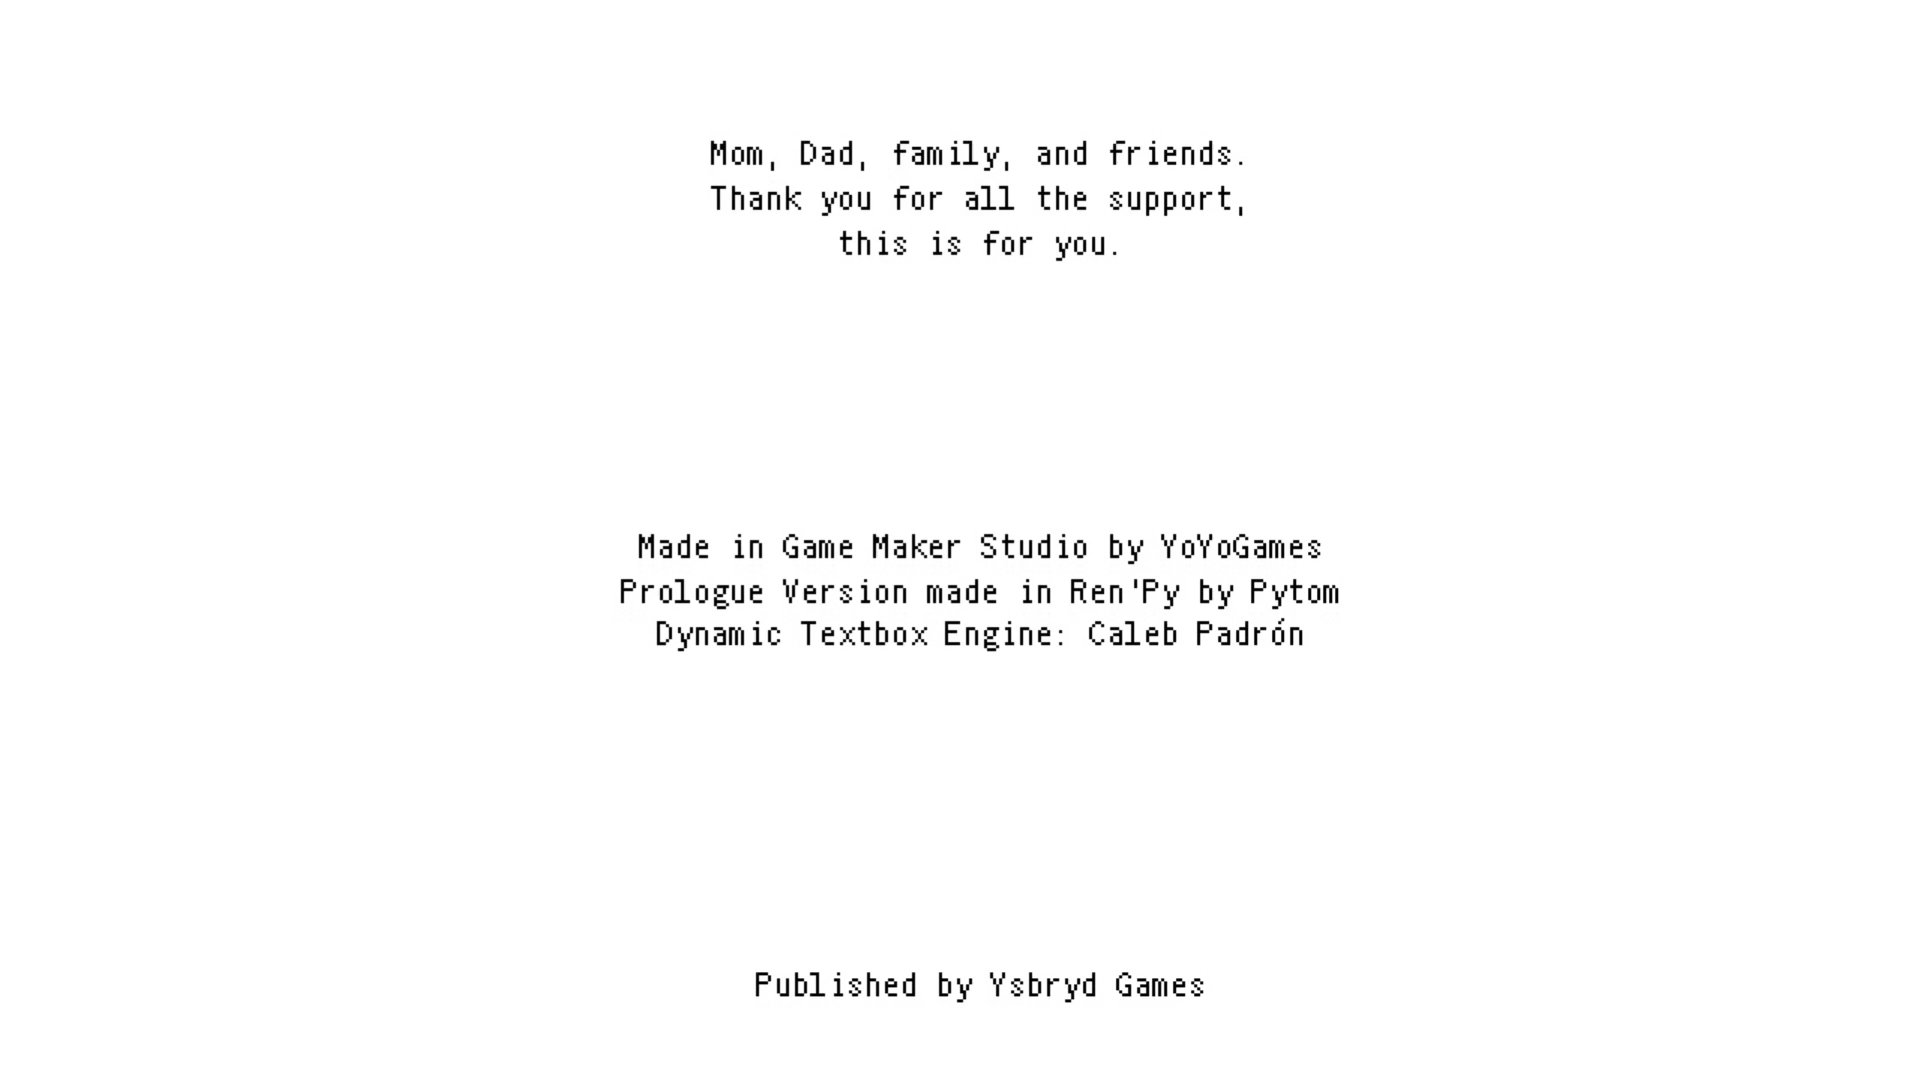 Mom, Dad, family, and friends.
Thank you for all the support,
this is for you.
Made in Game Maker Studio by YoYoGames
Prologue Version made in Ren'Py by Pytom
Dynamic Textbox Engine: Caleb Padrón
Published by Ysbryd Games